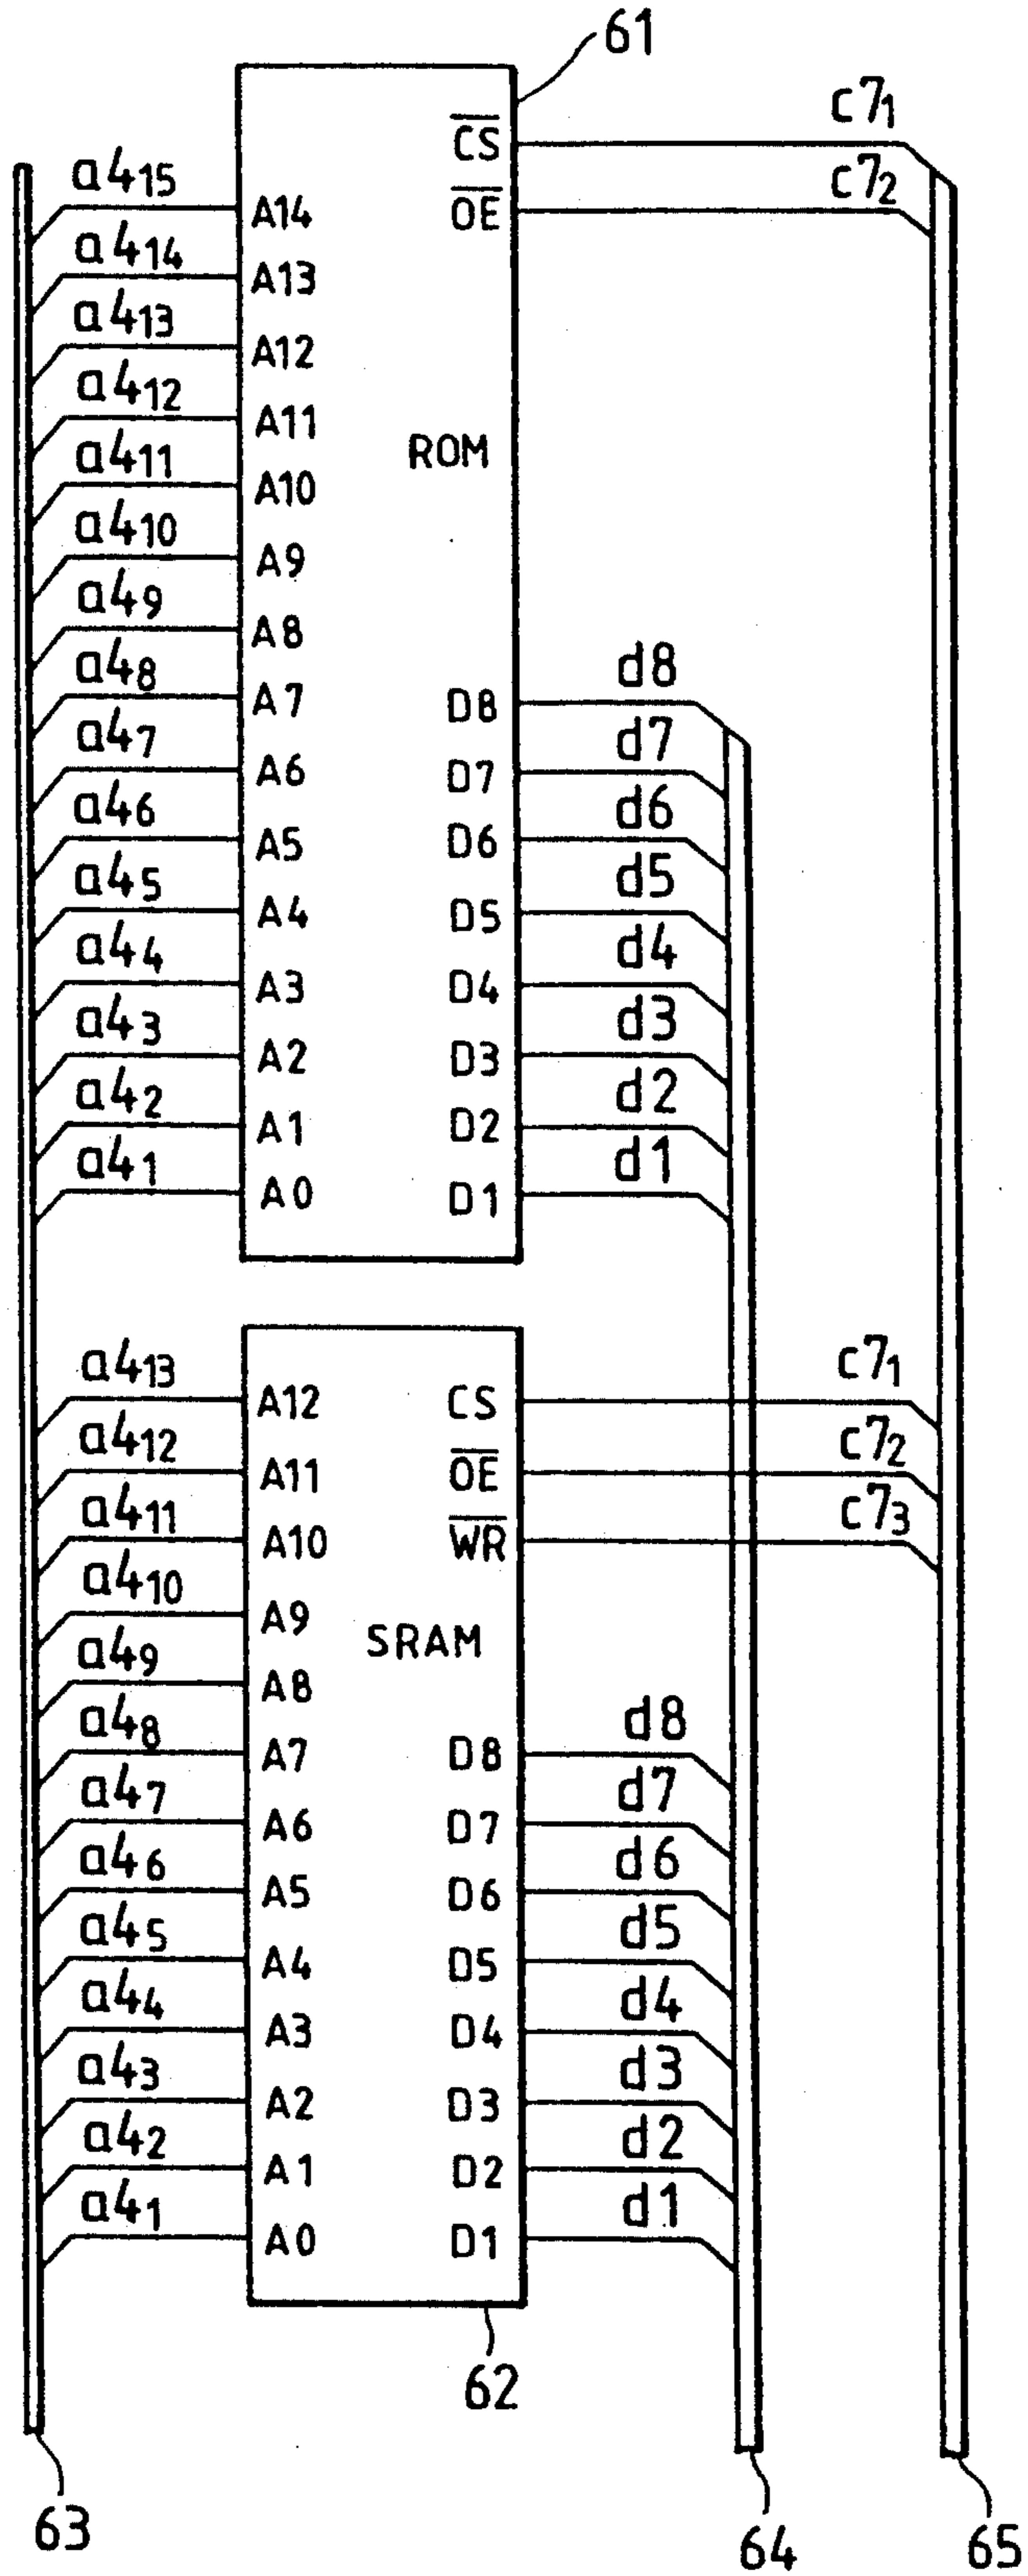 61
C̅S̅ c7₁
O̅E̅ c7₂
a4₁₅ A14
a4₁₄ A13
a4₁₃ A12
a4₁₂ A11
ROM
a4₁₁ A10
a4₁₀ A9
a4₉ A8
a4₈ A7 D8 d8
a4₇ A6 D7 d7
a4₆ A5 D6 d6
a4₅ A4 D5 d5
a4₄ A3 D4 d4
a4₃ A2 D3 d3
a4₂ A1 D2 d2
a4₁ A0 D1 d1
a4₁₃ A12 CS c7₁
a4₁₂ A11 O̅E̅ c7₂
a4₁₁ A10 W̅R̅ c7₃
a4₁₀ A9
SRAM
a4₉ A8
a4₈ A7 D8 d8
a4₇ A6 D7 d7
a4₆ A5 D6 d6
a4₅ A4 D5 d5
a4₄ A3 D4 d4
a4₃ A2 D3 d3
a4₂ A1 D2 d2
a4₁ A0 D1 d1
62
63 64 65